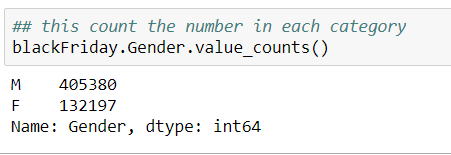 ## this count the number in each category
blackFriday.Gender.value_counts()
M    405380
F    132197
Name: Gender, dtype: int64